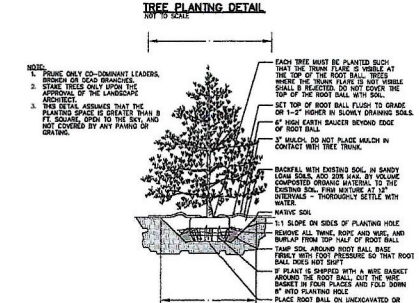 TREE PLANTING DETAIL
NOT TO SCALE
NOTE:
1. PRUNE ONLY CO-DOMINANT LEADERS,
BROKEN OR DEAD BRANCHES.
2. STAKE TREES ONLY UPON THE
APPROVAL OF THE LANDSCAPE
ARCHITECT.
3. THIS DETAIL ASSUMES THAT THE
PLANTING SPACE IS GREATER THAN 8
FT. SQUARE, OPEN TO THE SKY, AND
NOT COVERED BY ANY PAVING OR
GRATING.
EACH TREE MUST BE PLANTED SUCH
THAT THE TRUNK FLARE IS VISIBLE AT
THE TOP OF THE ROOT BALL. TREES
WHERE THE TRUNK FLARE IS NOT VISIBLE
SHALL B REJECTED. DO NOT COVER THE
TOP OF THE ROOT BALL WITH SOIL.
SET TOP OF ROOT BALL FLUSH TO GRADE
OR 1-2" HIGHER IN SLOWLY DRAINING SOILS.
HIGH EARTH SAUCER BEYOND EDGE
OF ROOT BALL
3" MULCH. DO NOT PLACE MULCH IN
CONTACT WITH TREE TRUNK.
BACKFILL WITH EXISTING SOIL, IN SANDY
LOAM SOILS, ADD 20% MAX. BY VOLUME
COMPOSTED ORGANIC MATERIAL TO THE
EXISTING SOIL. FIRM MIXTURE AT 12"
INTERVALS - THOROUGHLY SETTLE WITH
WATER.
NATIVE SOIL
1:1 SLOPE ON SIDES OF PLANTING HOLE
REMOVE ALL TWINE, ROPE AND WIRE, AND
BURLAP FROM TOP HALF OF ROOT BALL
TAMP SOIL AROUND ROOT BALL BASE
FIRMLY WITH FOOT PRESSURE SO THAT ROOT
BALL DOES NOT SHIFT
IF PLANT IS SHIPPED WITH A WIRE BASKET
AROUND THE ROOT BALL, CUT THE WIRE
BASKET IN FOUR PLACES AND FOLD DOWN
8" INTO PLANTING HOLE
PLACE ROOT BALL ON UNEXCAVATED OR